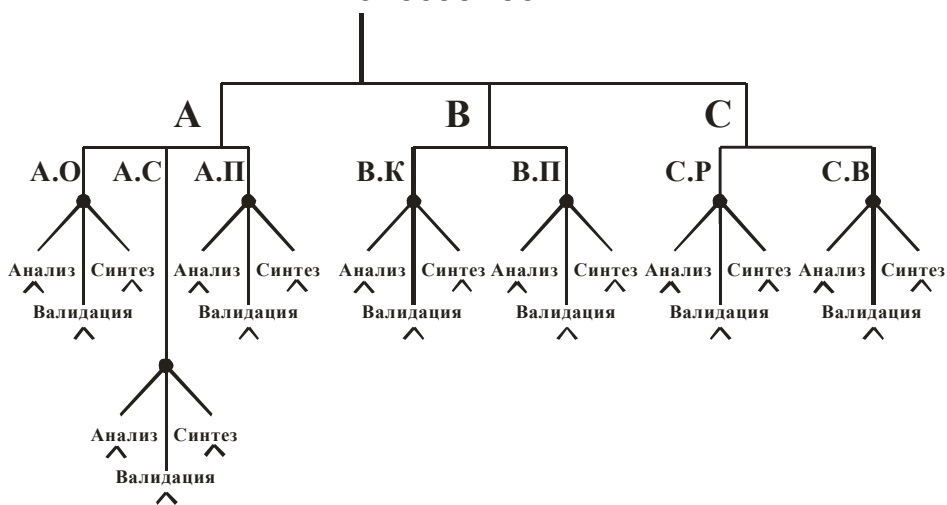 А В С
А.О А.С А.П В.К В.П С.Р С.В
Анализ Синтез Анализ Синтез Анализ Синтез Анализ Синтез Анализ Синтез Анализ Синтез
Валидация Валидация Валидация Валидация Валидация Валидация
Анализ Синтез
Валидация